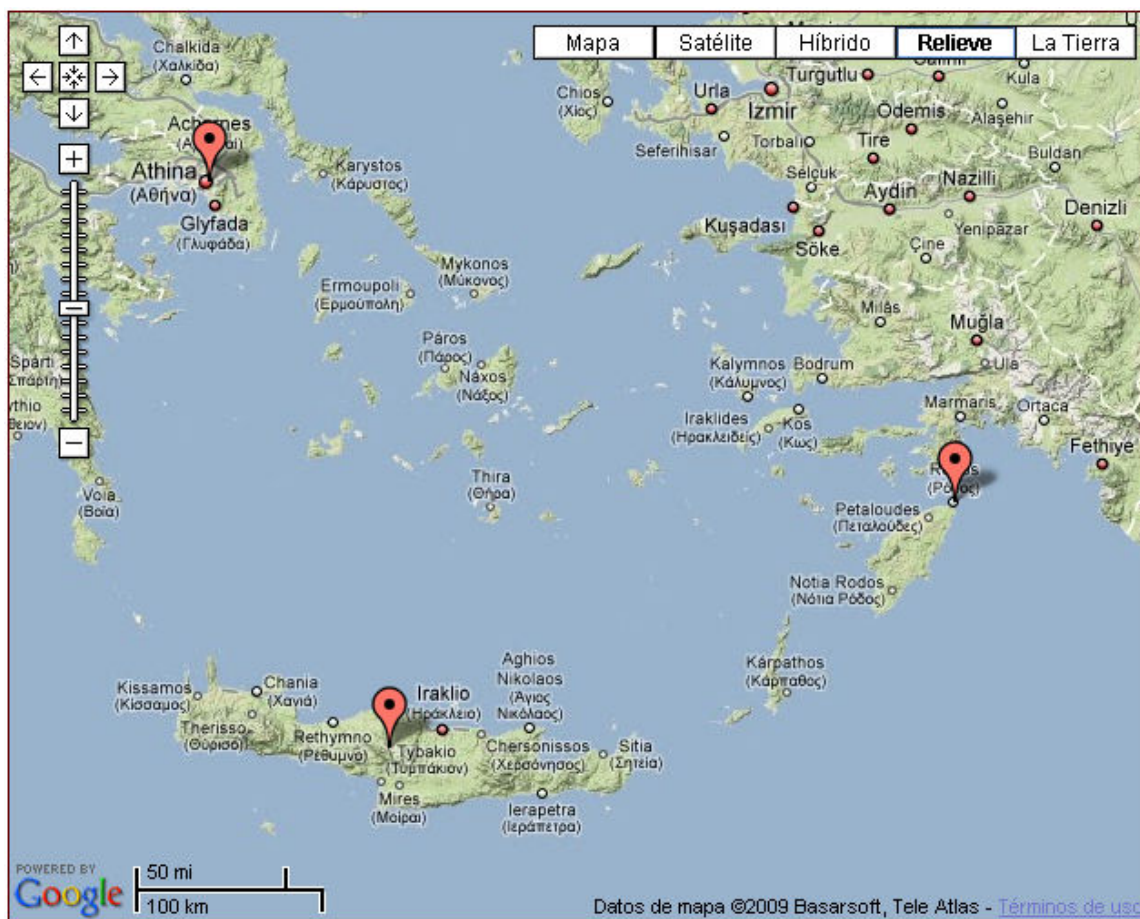 Mapa
Satélite
Híbrido
Relieve
La Tierra
Chalkida
(Χαλκίδα)
Chios
(Χίος)
Urla
İzmir
Turgutlu
Kula
Ödemiş
Alaşehir
Seferihisar
Torbalı
Tire
Buldan
Athina
(Αθήνα)
Karystos
(Κάρυστος)
Selçuk
Aydin
Nazilli
Glyfada
(Γλυφάδα)
Kuşadası
Söke
Yenipazar
Denizli
Çine
Ermoupoli
(Ερμούπολη)
Mykonos
(Μύκονος)
Milâs
Muğla
Ula
Páros
(Πάρος)
Náxos
(Νάξος)
Kalymnos
(Κάλυμνος)
Bodrum
Sparti
Iraklides
(Ηρακλειδείς)
Kos
(Κως)
Marmaris
Ortaca
Fethiye
Voia
(Βοία)
Thira
(Θήρα)
Petaloudes
(Πεταλούδες)
Notia Rodos
(Νότια Ρόδος)
Kárpathos
(Κάρπαθος)
Kissamos
(Κίσσαμος)
Chania
(Χανιά)
Therisso
(Θύρισό)
Rethymno
(Ρέθυμνο)
Iraklio
(Ηράκλειο)
Aghios
Nikolaos
(Άγιος
Νικόλαος)
Tybakio
(Τυμπάκιον)
Chersonissos
(Χερσόνησος)
Sitia
(Σητεία)
Mires
(Μοίραι)
Ierapetra
(Ιεράπετρα)
POWERED BY
Google
50 mi
100 km
Datos de mapa ©2009 Basarsoft, Tele Atlas - Términos de uso